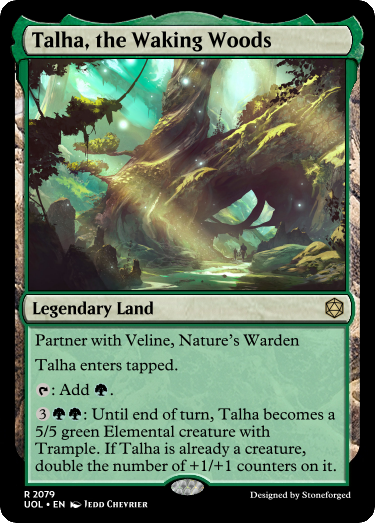 Talha, the Waking Woods
Legendary Land
Partner with Veline, Nature's Warden
Talha enters tapped.
: Add .
3 : Until end of turn, Talha becomes a
5/5 green Elemental creature with
Trample. If Talha is already a creature,
double the number of +1/+1 counters on it.
R 2079
UOL • EN Jedd Chevrier
Designed by Stoneforged